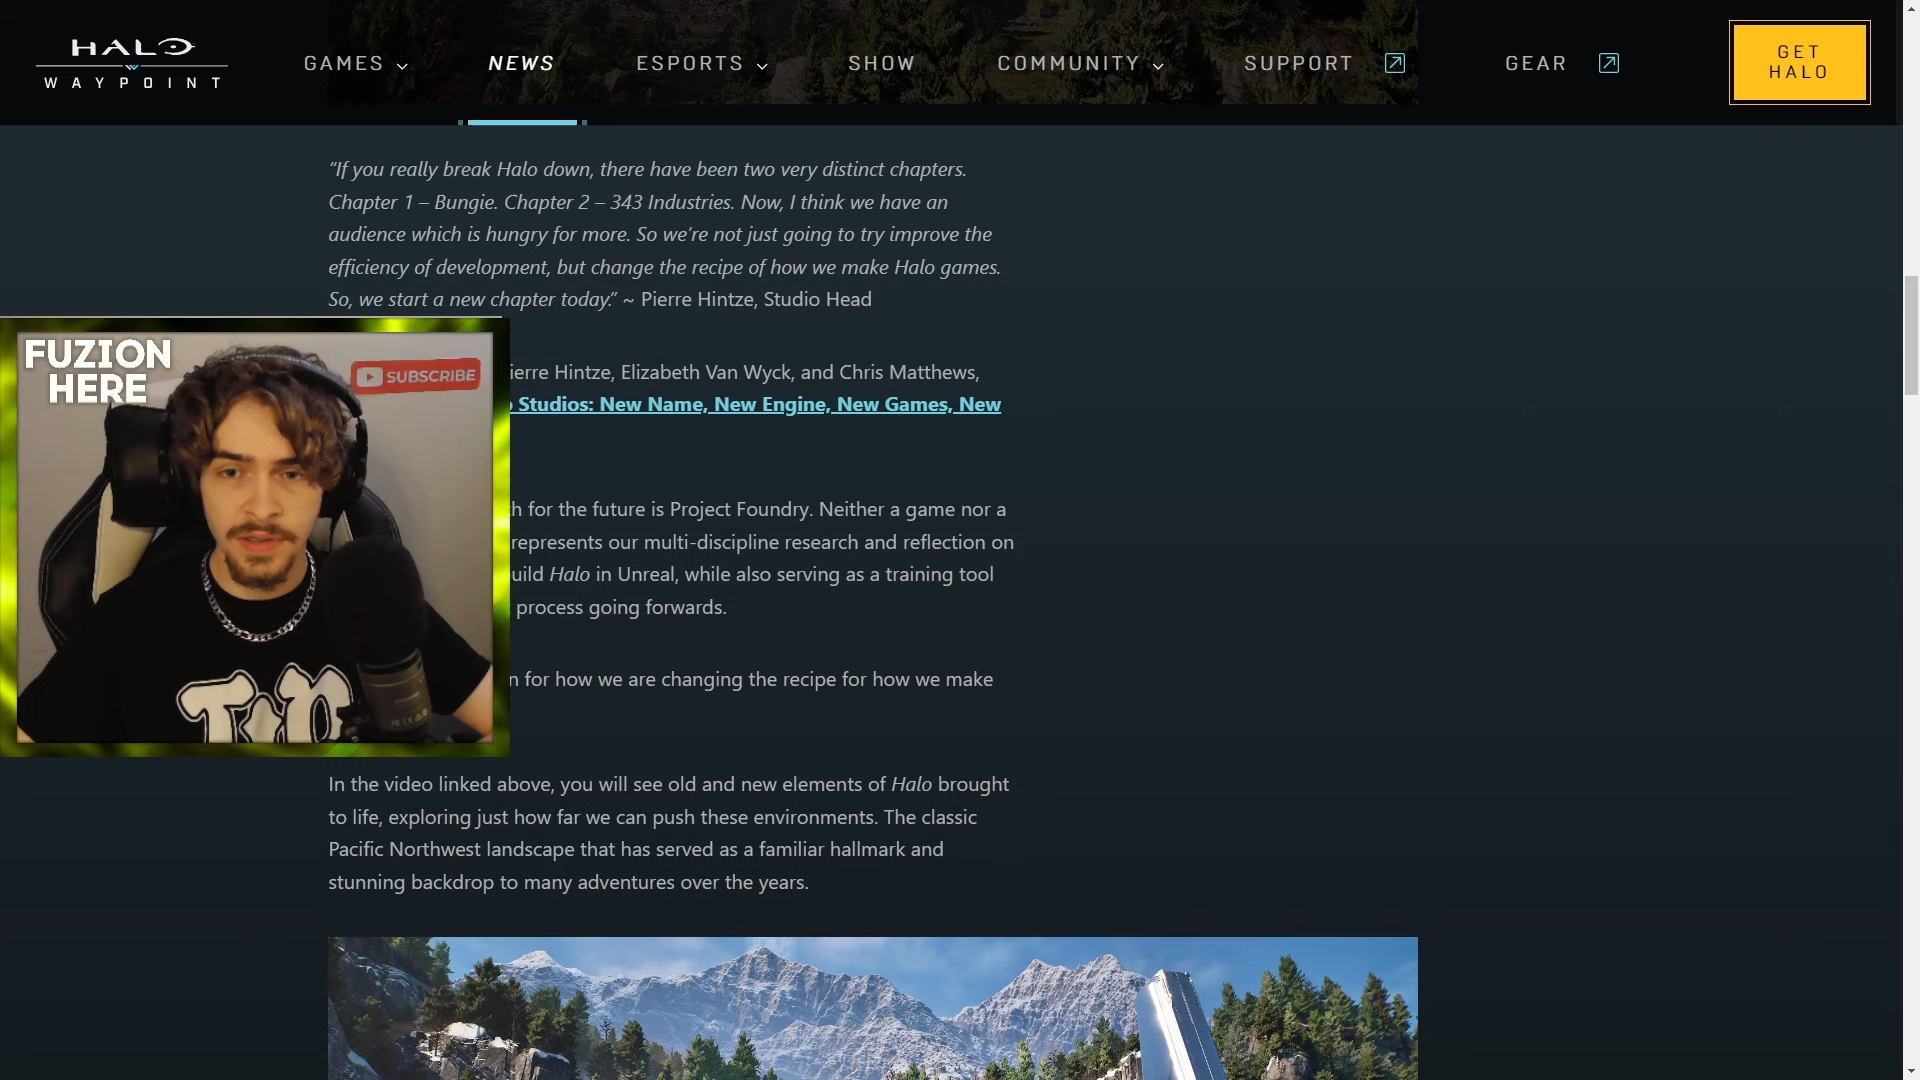 HALO
WAYPOINT
GAMES
NEWS
ESPORTS
SHOW
COMMUNITY
SUPPORT
GEAR
GET
HALO
“If you really break Halo down, there have been two very distinct chapters.
Chapter 1 – Bungie. Chapter 2 – 343 Industries. Now, I think we have an
audience which is hungry for more. So we’re not just going to try improve the
efficiency of development, but change the recipe of how we make Halo games.
So, we start a new chapter today.” ~ Pierre Hintze, Studio Head
FUZION
HERE
SUBSCRIBE
ierre Hintze, Elizabeth Van Wyck, and Chris Matthews,
Studios: New Name, New Engine, New Games, New
for the future is Project Foundry. Neither a game nor a
represents our multi-discipline research and reflection on
uild Halo in Unreal, while also serving as a training tool
process going forwards.
for how we are changing the recipe for how we make
In the video linked above, you will see old and new elements of Halo brought
to life, exploring just how far we can push these environments. The classic
Pacific Northwest landscape that has served as a familiar hallmark and
stunning backdrop to many adventures over the years.